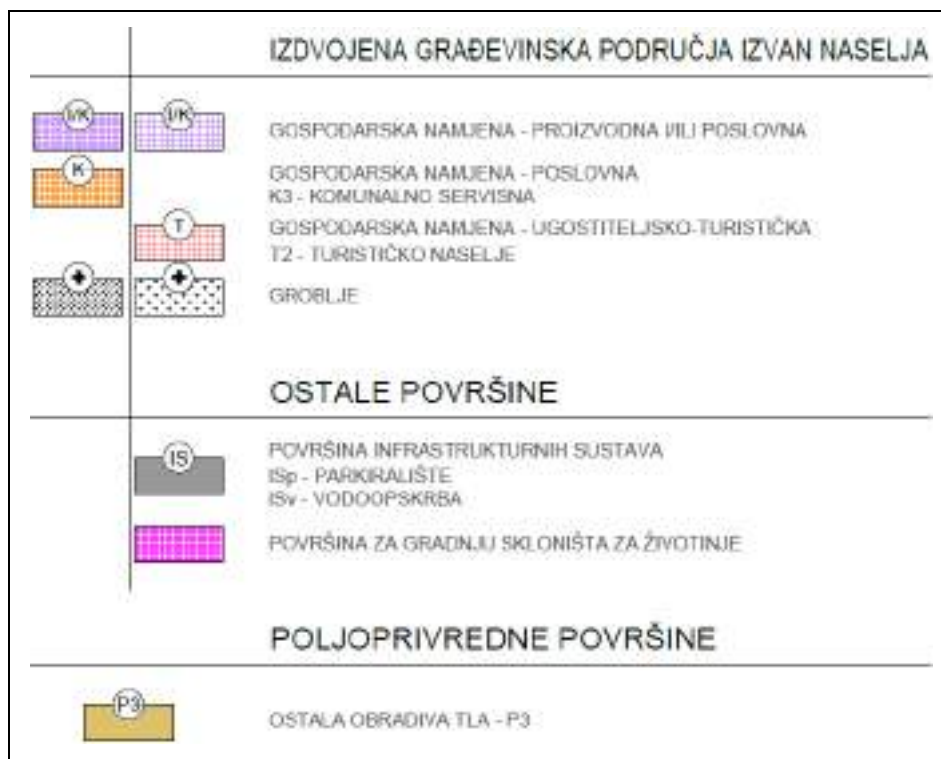 IZDVOJENA GRAĐEVINSKA PODRUČJA IZVAN NASELJA
I/K I/K GOSPODARSKA NAMJENA - PROIZVODNA I/ILI POSLOVNA
K GOSPODARSKA NAMJENA - POSLOVNA
K3 - KOMUNALNO SERVISNA
T GOSPODARSKA NAMJENA - UGOSTITELJSKO-TURISTIČKA
T2 - TURISTIČKO NASELJE
GROBLJE
OSTALE POVRŠINE
IS POVRŠINA INFRASTRUKTURNIH SUSTAVA
ISp - PARKIRALIŠTE
ISv - VODOOPSKRBA
POVRŠINA ZA GRADNJU SKLONIŠTA ZA ŽIVOTINJE
POLJOPRIVREDNE POVRŠINE
P3 OSTALA OBRADIVA TLA - P3